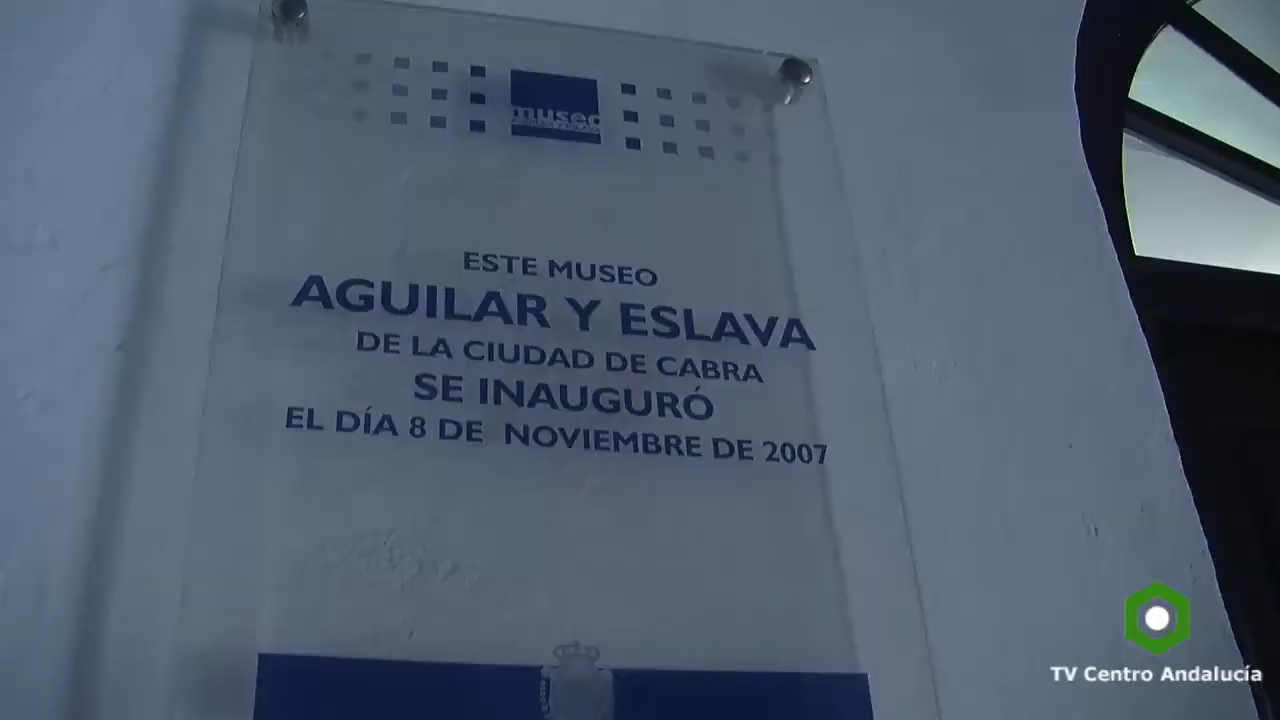 museo
ESTE MUSEO
AGUILAR Y ESLAVA
DE LA CIUDAD DE CABRA
SE INAUGURÓ
EL DÍA 8 DE NOVIEMBRE DE 2007
TV Centro Andalucía